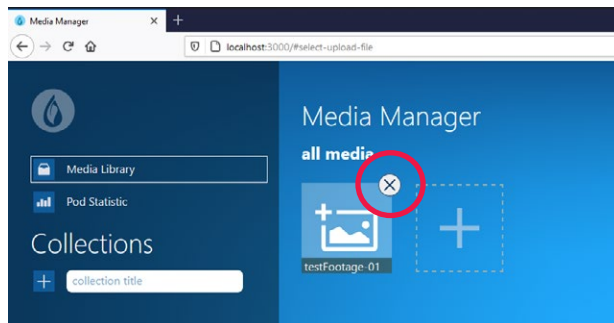 Media Manager
localhost:3000/#select-upload-file
Media Manager
all media
Media Library
Pod Statistic
Collections
collection title
testFootage-01